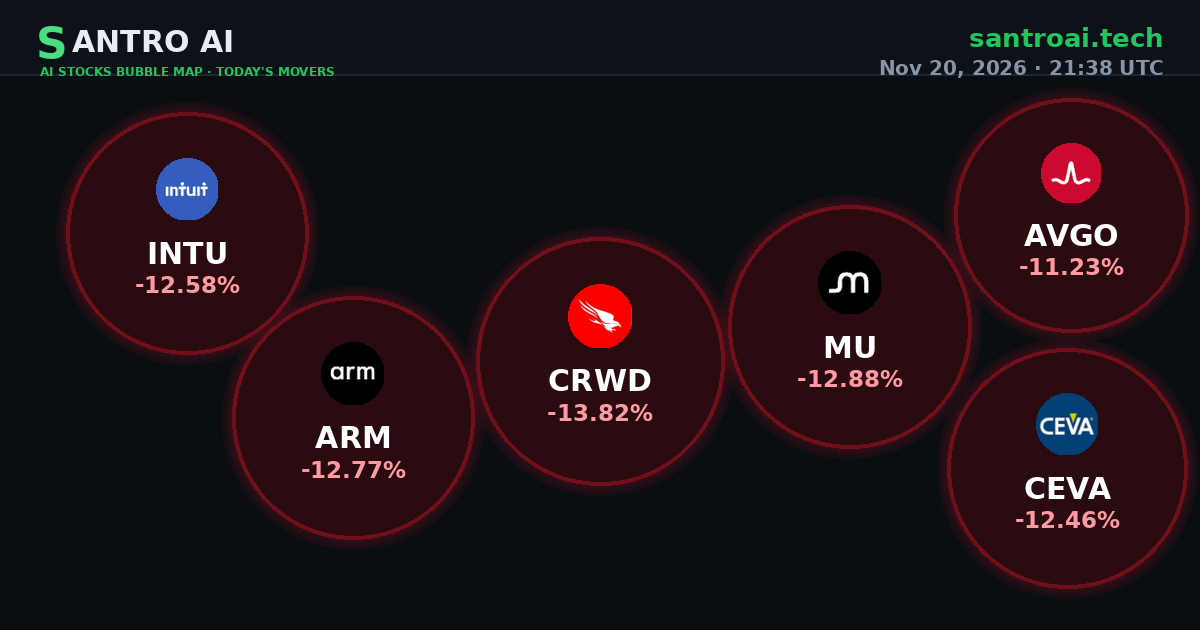 SANTRO AI
AI STOCKS BUBBLE MAP · TODAY'S MOVERS
santroai.tech
Nov 20, 2026 · 21:38 UTC
INTUIT
INTU
-12.58%
arm
ARM
-12.77%
CRWD
-13.82%
m
MU
-12.88%
AVGO
-11.23%
CEVA
CEVA
-12.46%